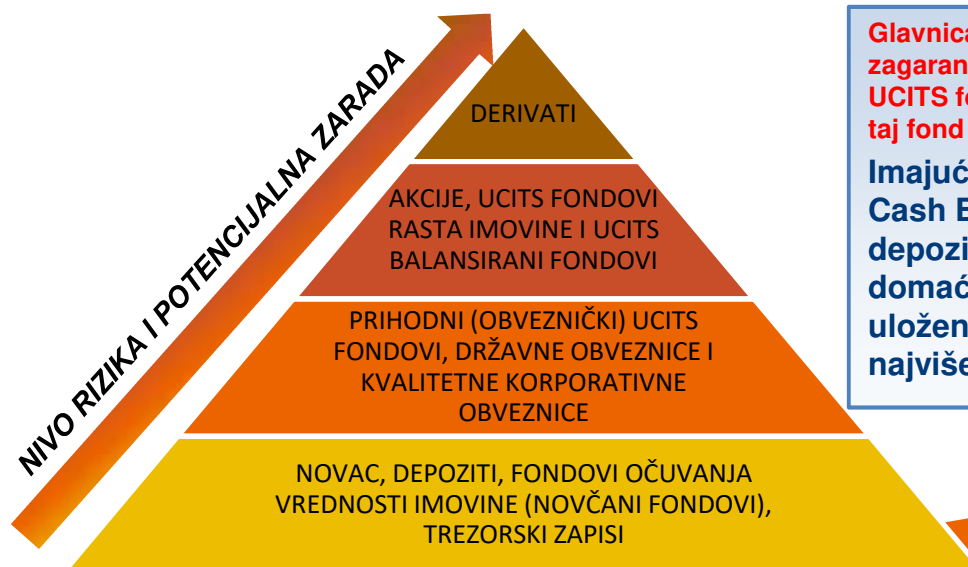 NIVO RIZIKA I POTENCIJALNA ZARADA
DERIVATI
AKCIJE, UCITS FONDOVI
RASTA IMOVINE I UCITS
BALANSIRANI FONDOVI
PRIHODNI (OBVEZNIČKI) UCITS
FONDOVI, DRŽAVNE OBVEZNICE I
KVALITETNE KORPORATIVNE
OBVEZNICE
NOVAC, DEPOZITI, FONDOVI OČUVANJA
VREDNOSTI IMOVINE (NOVČANI FONDOVI),
TREZORSKI ZAPISI
Glavnica
zagaran
UCITS f
taj fond
Imajuć
Cash
depozi
domać
uložen
najviše